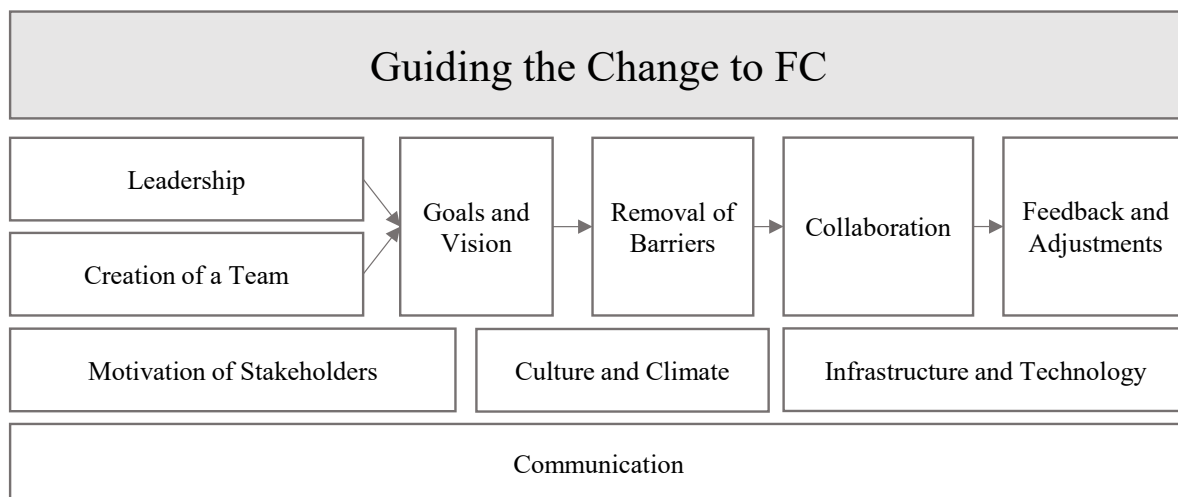 Guiding the Change to FC
Leadership
Creation of a Team
Goals and
Vision
Removal of
Barriers
Collaboration
Feedback and
Adjustments
Motivation of Stakeholders
Culture and Climate
Infrastructure and Technology
Communication